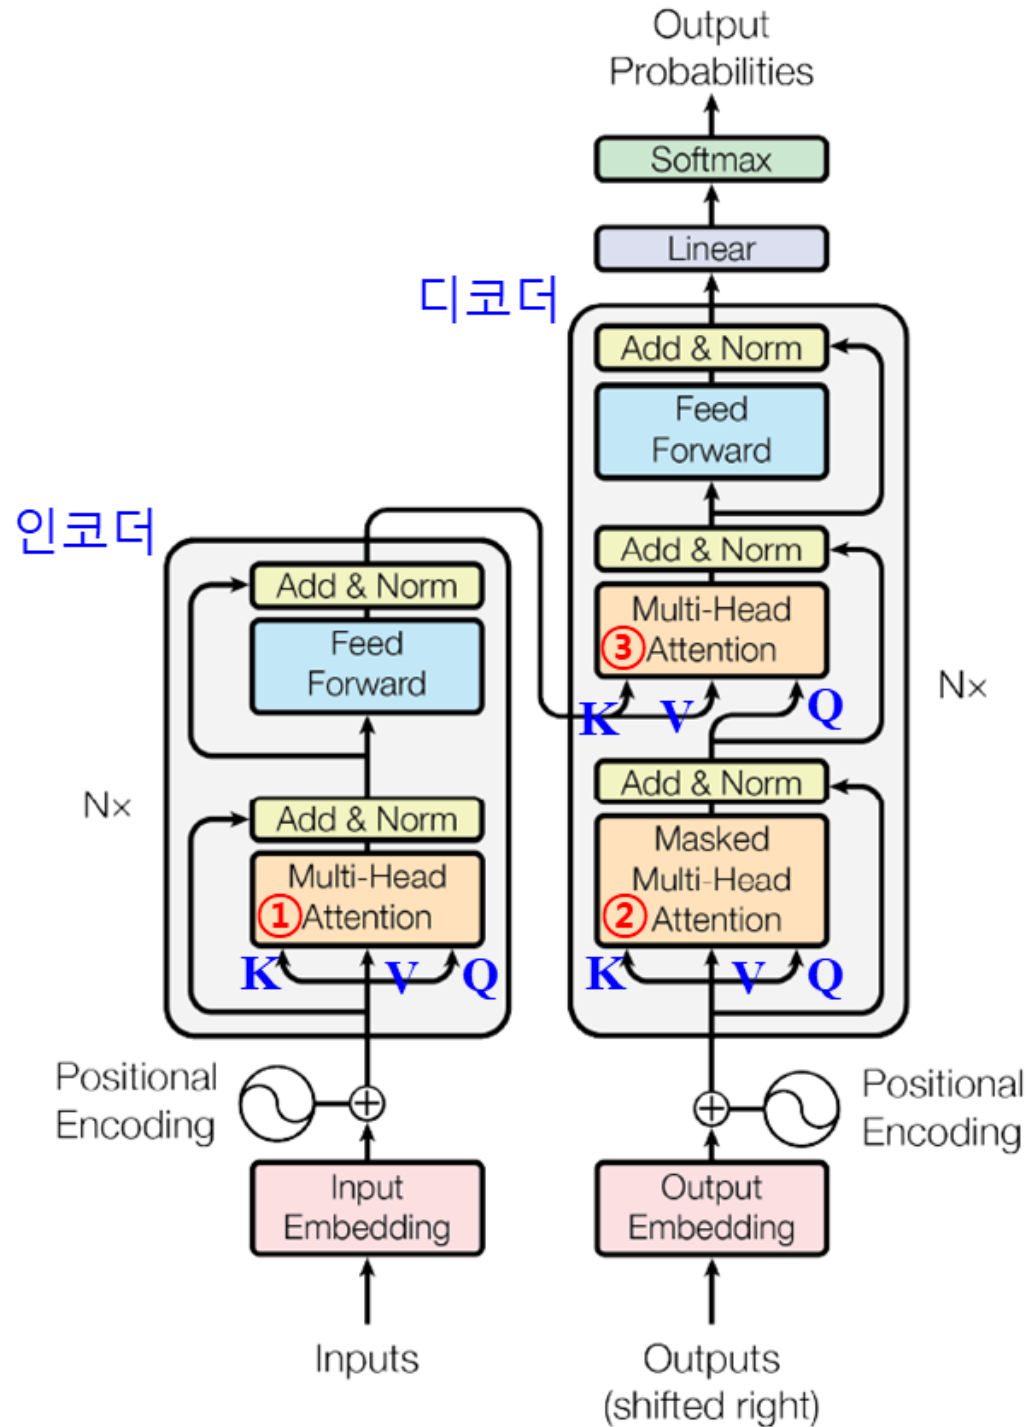 Output
Probabilities
Softmax
Linear
디코더
Add & Norm
Feed
Forward
Add & Norm
Multi-Head
③Attention
K V Q
Nx
Add & Norm
Masked
Multi-Head
②Attention
K V Q
Positional
Encoding
Output
Embedding
Outputs
(shifted right)
인코더
Add & Norm
Feed
Forward
Nx
Add & Norm
Multi-Head
①Attention
K V Q
Positional
Encoding
Input
Embedding
Inputs